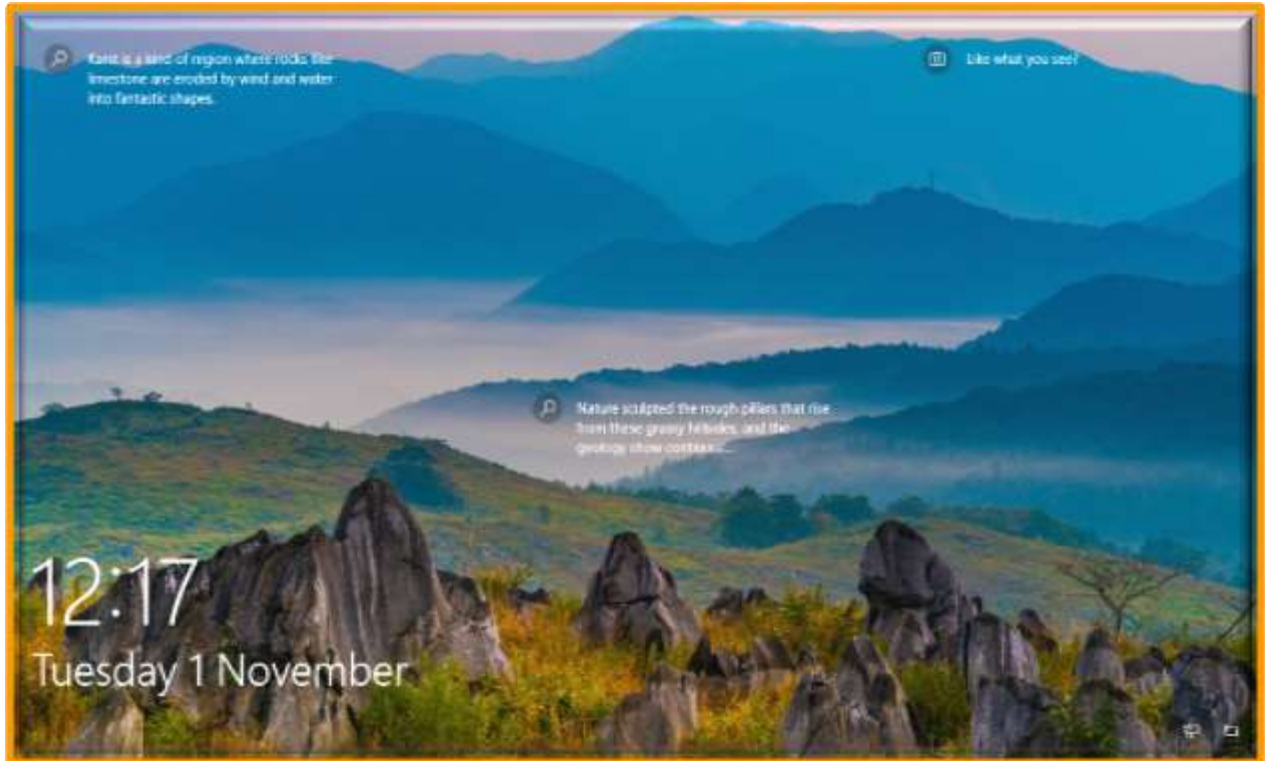 Karst is a kind of region where rocks like
limestone are eroded by wind and water
into fantastic shapes.
Like what you see?
Nature sculpted the rough pillars that rise
from these grassy hillsides, and the
geology show
12:17
Tuesday 1 November